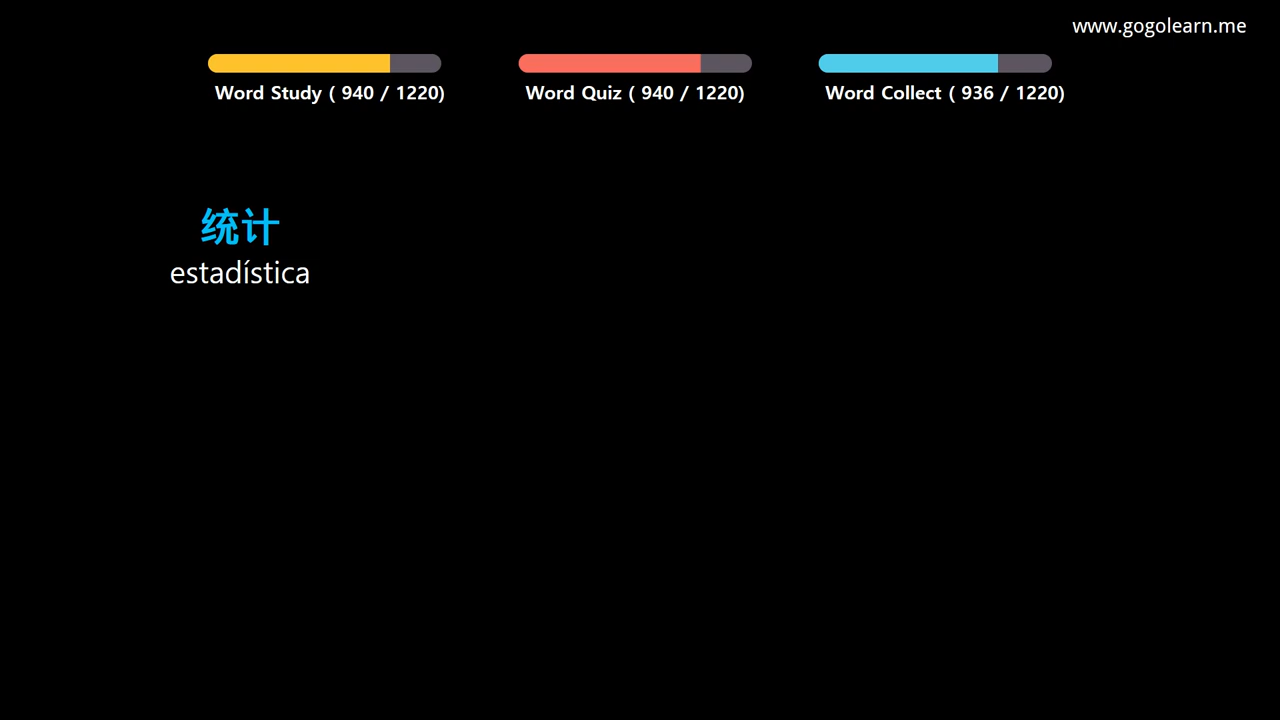 www.gogolearn.me
Word Study ( 940 / 1220)
Word Quiz ( 940 / 1220)
Word Collect ( 936 / 1220)
统计
estadística